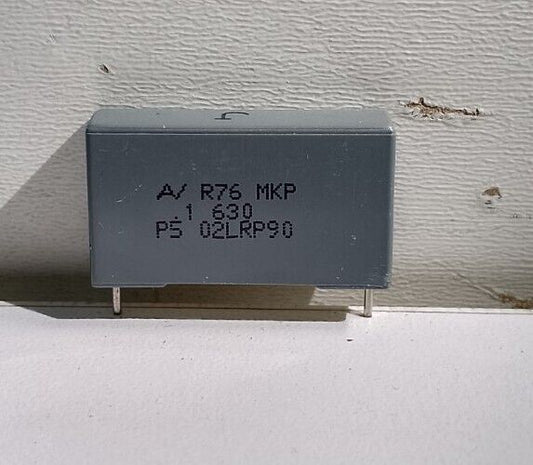 J
A/ R76 MKP
.1 630
P5 02LRP90